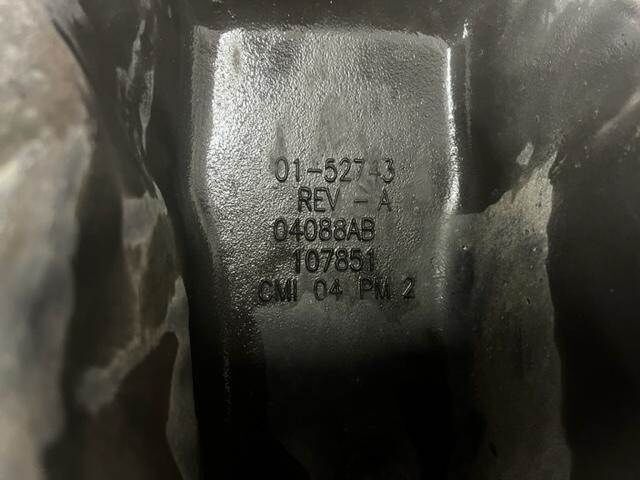 01-52743
REV - A
04088AB
107851
CMI 04 PM 2